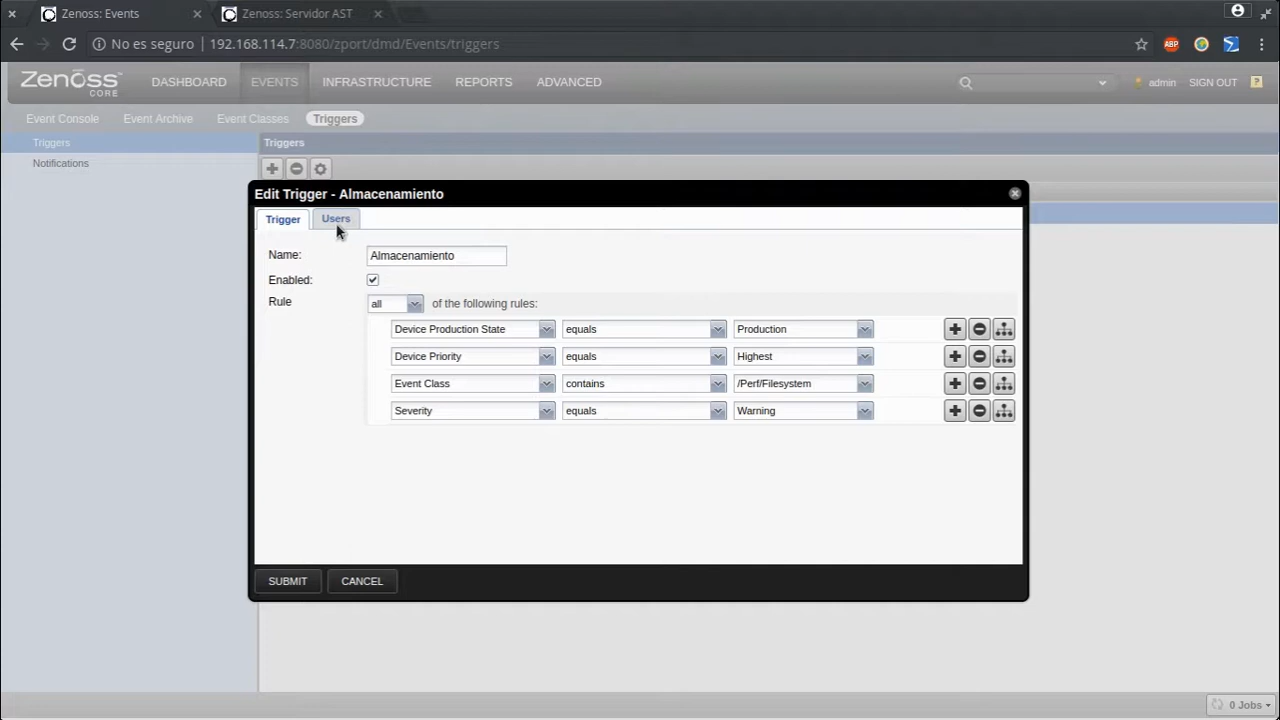 Zenoss: Events
Zenoss: Servidor AST
No es seguro 192.168.114.7:8080/zport/dmd/Events/triggers
ABP
Zenoss CORE DASHBOARD EVENTS INFRASTRUCTURE REPORTS ADVANCED admin SIGN OUT ?
Event Console Event Archive Event Classes Triggers
Triggers
Notifications
Triggers
Edit Trigger - Almacenamiento
Trigger Users
Name: Almacenamiento
Enabled:
Rule all of the following rules:
Device Production State equals Production
Device Priority equals Highest
Event Class contains /Perf/Filesystem
Severity equals Warning
SUBMIT CANCEL
0 Jobs